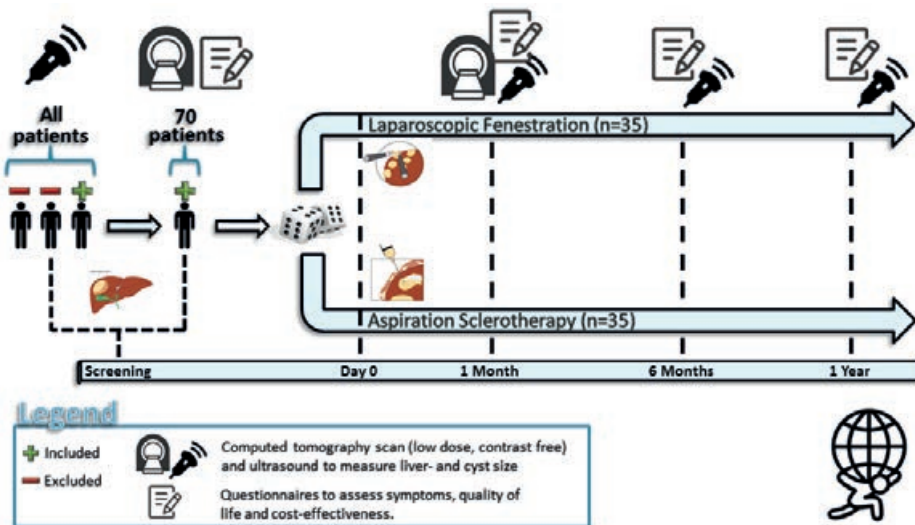 All
patients
70
patients
Laparoscopic Fenestration (n=35)
Aspiration Sclerotherapy (n=35)
Screening
Day 0
1 Month
6 Months
1 Year
Legend
Included
Excluded
Computed tomography scan (low dose, contrast free)
and ultrasound to measure liver- and cyst size
Questionnaires to assess symptoms, quality of
life and cost-effectiveness.